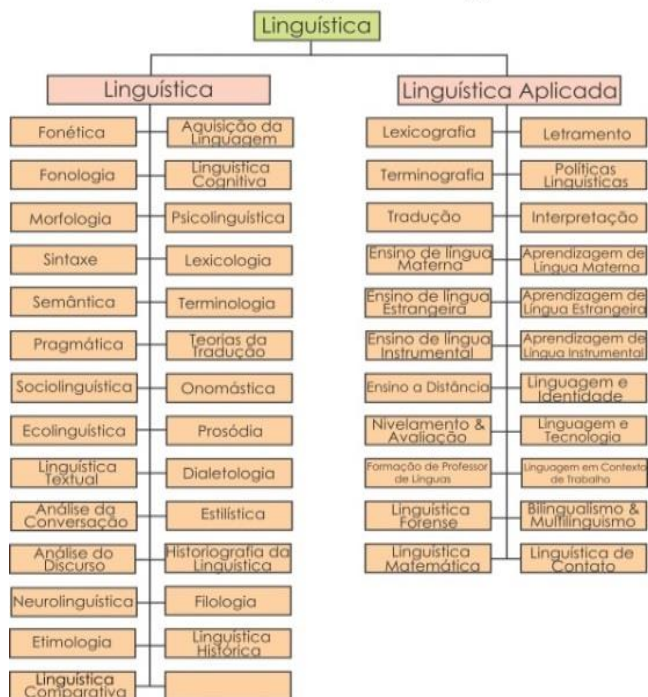 Linguística
Linguística
Linguística Aplicada
Fonética
Aquisição da
Linguagem
Lexicografia
Letramento
Fonologia
Linguística
Cognitiva
Terminografia
Políticas
Linguísticas
Morfologia
Psicolinguística
Tradução
Interpretação
Sintaxe
Lexicologia
Ensino de língua
Materna
Aprendizagem de
Língua Materna
Semântica
Terminologia
Ensino de língua
Estrangeira
Aprendizagem de
Língua Estrangeira
Pragmática
Teorias da
Tradução
Ensino de língua
Instrumental
Aprendizagem de
Língua Instrumental
Sociolinguística
Onomástica
Ensino a Distância
Linguagem e
Identidade
Ecolinguística
Prosódia
Nivelamento &
Avaliação
Linguagem e
Tecnologia
Linguística
Textual
Dialetologia
Formação de Professor
de Línguas
Linguagem em Contexto
de Trabalho
Análise da
Conversação
Estilística
Linguística
Forense
Bilingualismo &
Multilinguismo
Análise do
Discurso
Historiografia da
Linguística
Linguística
Matemática
Linguística de
Contato
Neurolinguística
Filologia
Etimologia
Linguística
Histórica
Linguística
Comparativa